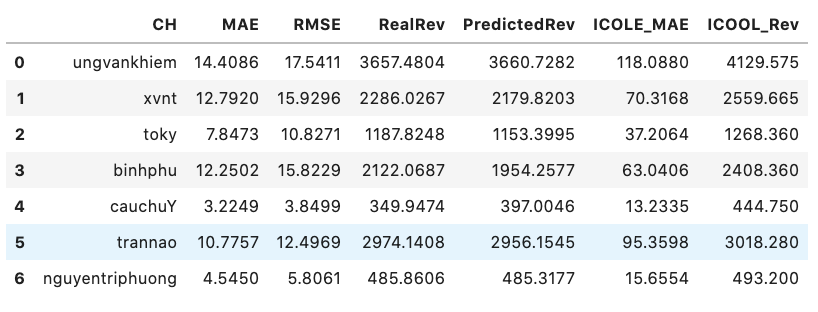 CH MAE RMSE RealRev PredictedRev ICOLE_MAE ICOOL_Rev
0 ungvankhiem 14.4086 17.5411 3657.4804 3660.7282 118.0880 4129.575
1 xvnt 12.7920 15.9296 2286.0267 2179.8203 70.3168 2559.665
2 toky 7.8473 10.8271 1187.8248 1153.3995 37.2064 1268.360
3 binhphu 12.2502 15.8229 2122.0687 1954.2577 63.0406 2408.360
4 cauchuY 3.2249 3.8499 349.9474 397.0046 13.2335 444.750
5 trannao 10.7757 12.4969 2974.1408 2956.1545 95.3598 3018.280
6 nguyentriphuong 4.5450 5.8061 485.8606 485.3177 15.6554 493.200